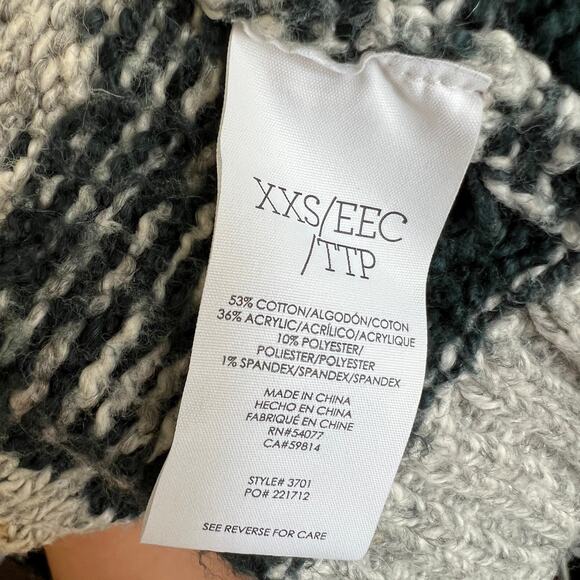 XXS/EEC
/TTP
53% COTTON/ALGODÓN/COTON
36% ACRYLIC/ACRÍLICO/ACRYLIQUE
10% POLYESTER/
POLIESTER/POLYESTER
1% SPANDEX/SPANDEX/SPANDEX
MADE IN CHINA
HECHO EN CHINA
FABRIQUÉ EN CHINE
RN#54077
CA#59814
STYLE# 3701
PO# 221712
SEE REVERSE FOR CARE